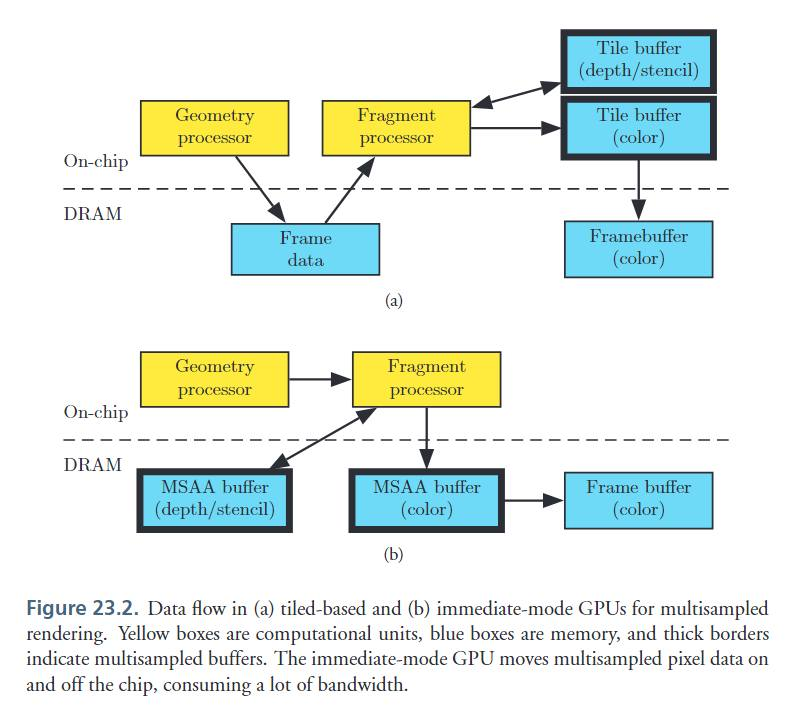 Tile buffer
(depth/stencil)
Geometry
processor
Fragment
processor
Tile buffer
(color)
On-chip
DRAM
Frame
data
Framebuffer
(color)
(a)
Geometry
processor
Fragment
processor
On-chip
DRAM
MSAA buffer
(depth/stencil)
MSAA buffer
(color)
Frame buffer
(color)
(b)
Figure 23.2. Data flow in (a) tiled-based and (b) immediate-mode GPUs for multisampled
rendering. Yellow boxes are computational units, blue boxes are memory, and thick borders
indicate multisampled buffers. The immediate-mode GPU moves multisampled pixel data on
and off the chip, consuming a lot of bandwidth.